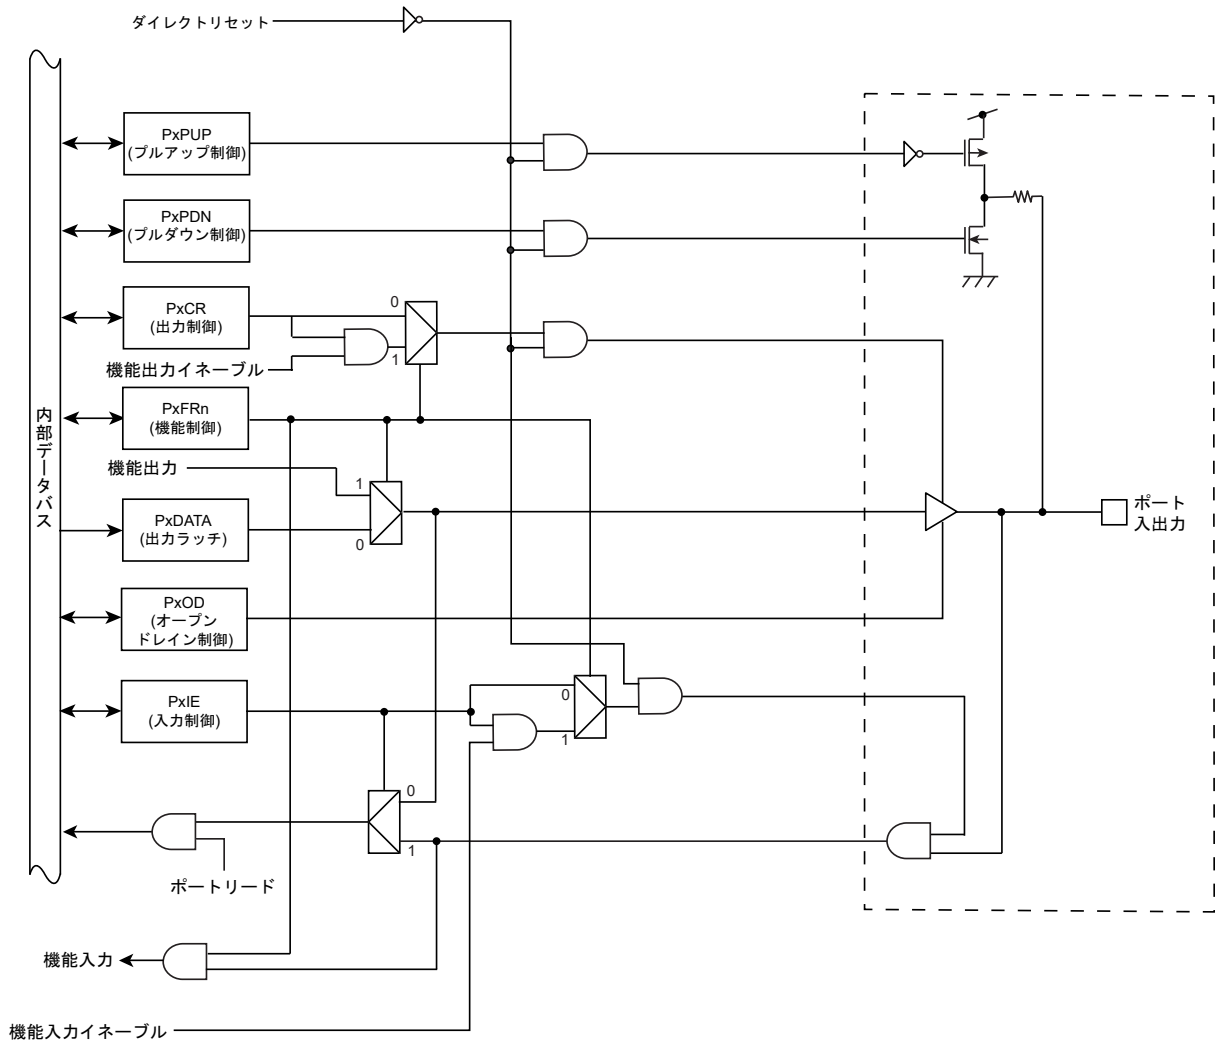 ダイレクトリセット
PxPUP
(プルアップ制御)
PxPDN
(プルダウン制御)
PxCR
(出力制御)
0
1
機能出力イネーブル
PxFRn
(機能制御)
内部データバス
機能出力
1
PxDATA
(出力ラッチ)
0
ポート
入出力
PxOD
(オープン
ドレイン制御)
PxIE
(入力制御)
0
1
0
1
ポートリード
機能入力
機能入力イネーブル